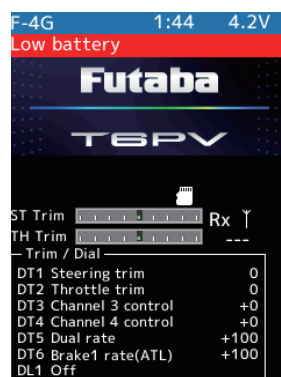 F-4G 1:44 4.2V
Low battery
Futaba
T6PV
ST Trim Rx
TH Trim ---
Trim / Dial
DT1 Steering trim 0
DT2 Throttle trim 0
DT3 Channel 3 control +0
DT4 Channel 4 control +0
DT5 Dual rate +100
DT6 Brake1 rate(ATL) +100
DL1 Off